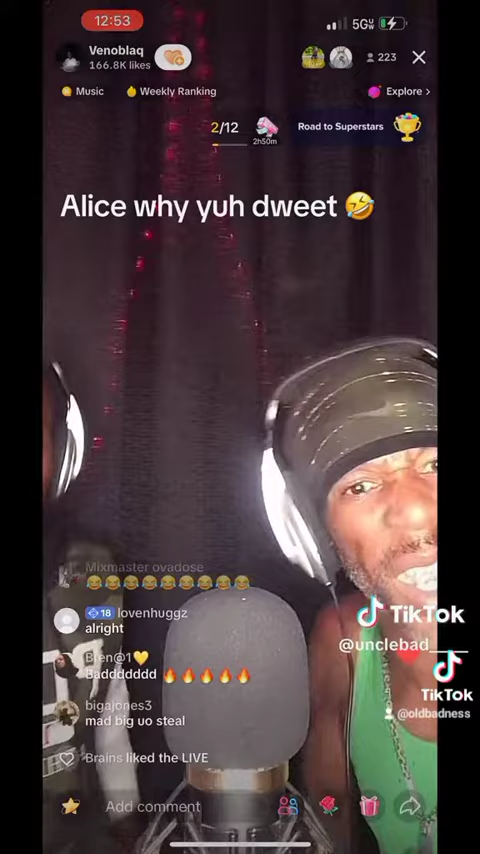 12:53
5G
Venoblaq
166.8K likes
223
Music
Weekly Ranking
Explore >
2/12
2h50m
Road to Superstars
Alice why yuh dweet 🤣
Mixmaster ovadose
😂😂😂😂😂😂😂😂😂
18 lovenhuggz
alright
Bren@1💛
Badddddd 🔥🔥🔥🔥🔥
bigajones3
mad big uo steal
Brains liked the LIVE
TikTok
@unclebad___
TikTok
@oldbadness
Add comment